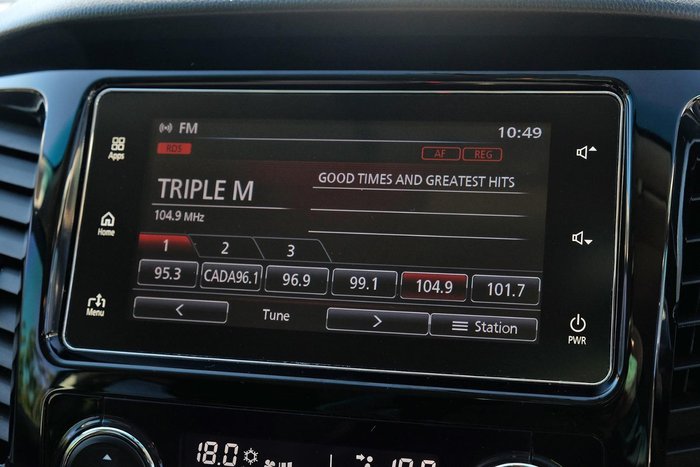 FM
10:49
RDS
AF
REG
Apps
TRIPLE M
GOOD TIMES AND GREATEST HITS
104.9 MHz
Home
1
2
3
95.3
CADA96.1
96.9
99.1
104.9
101.7
Menu
<
Tune
>
Station
PWR
18.0